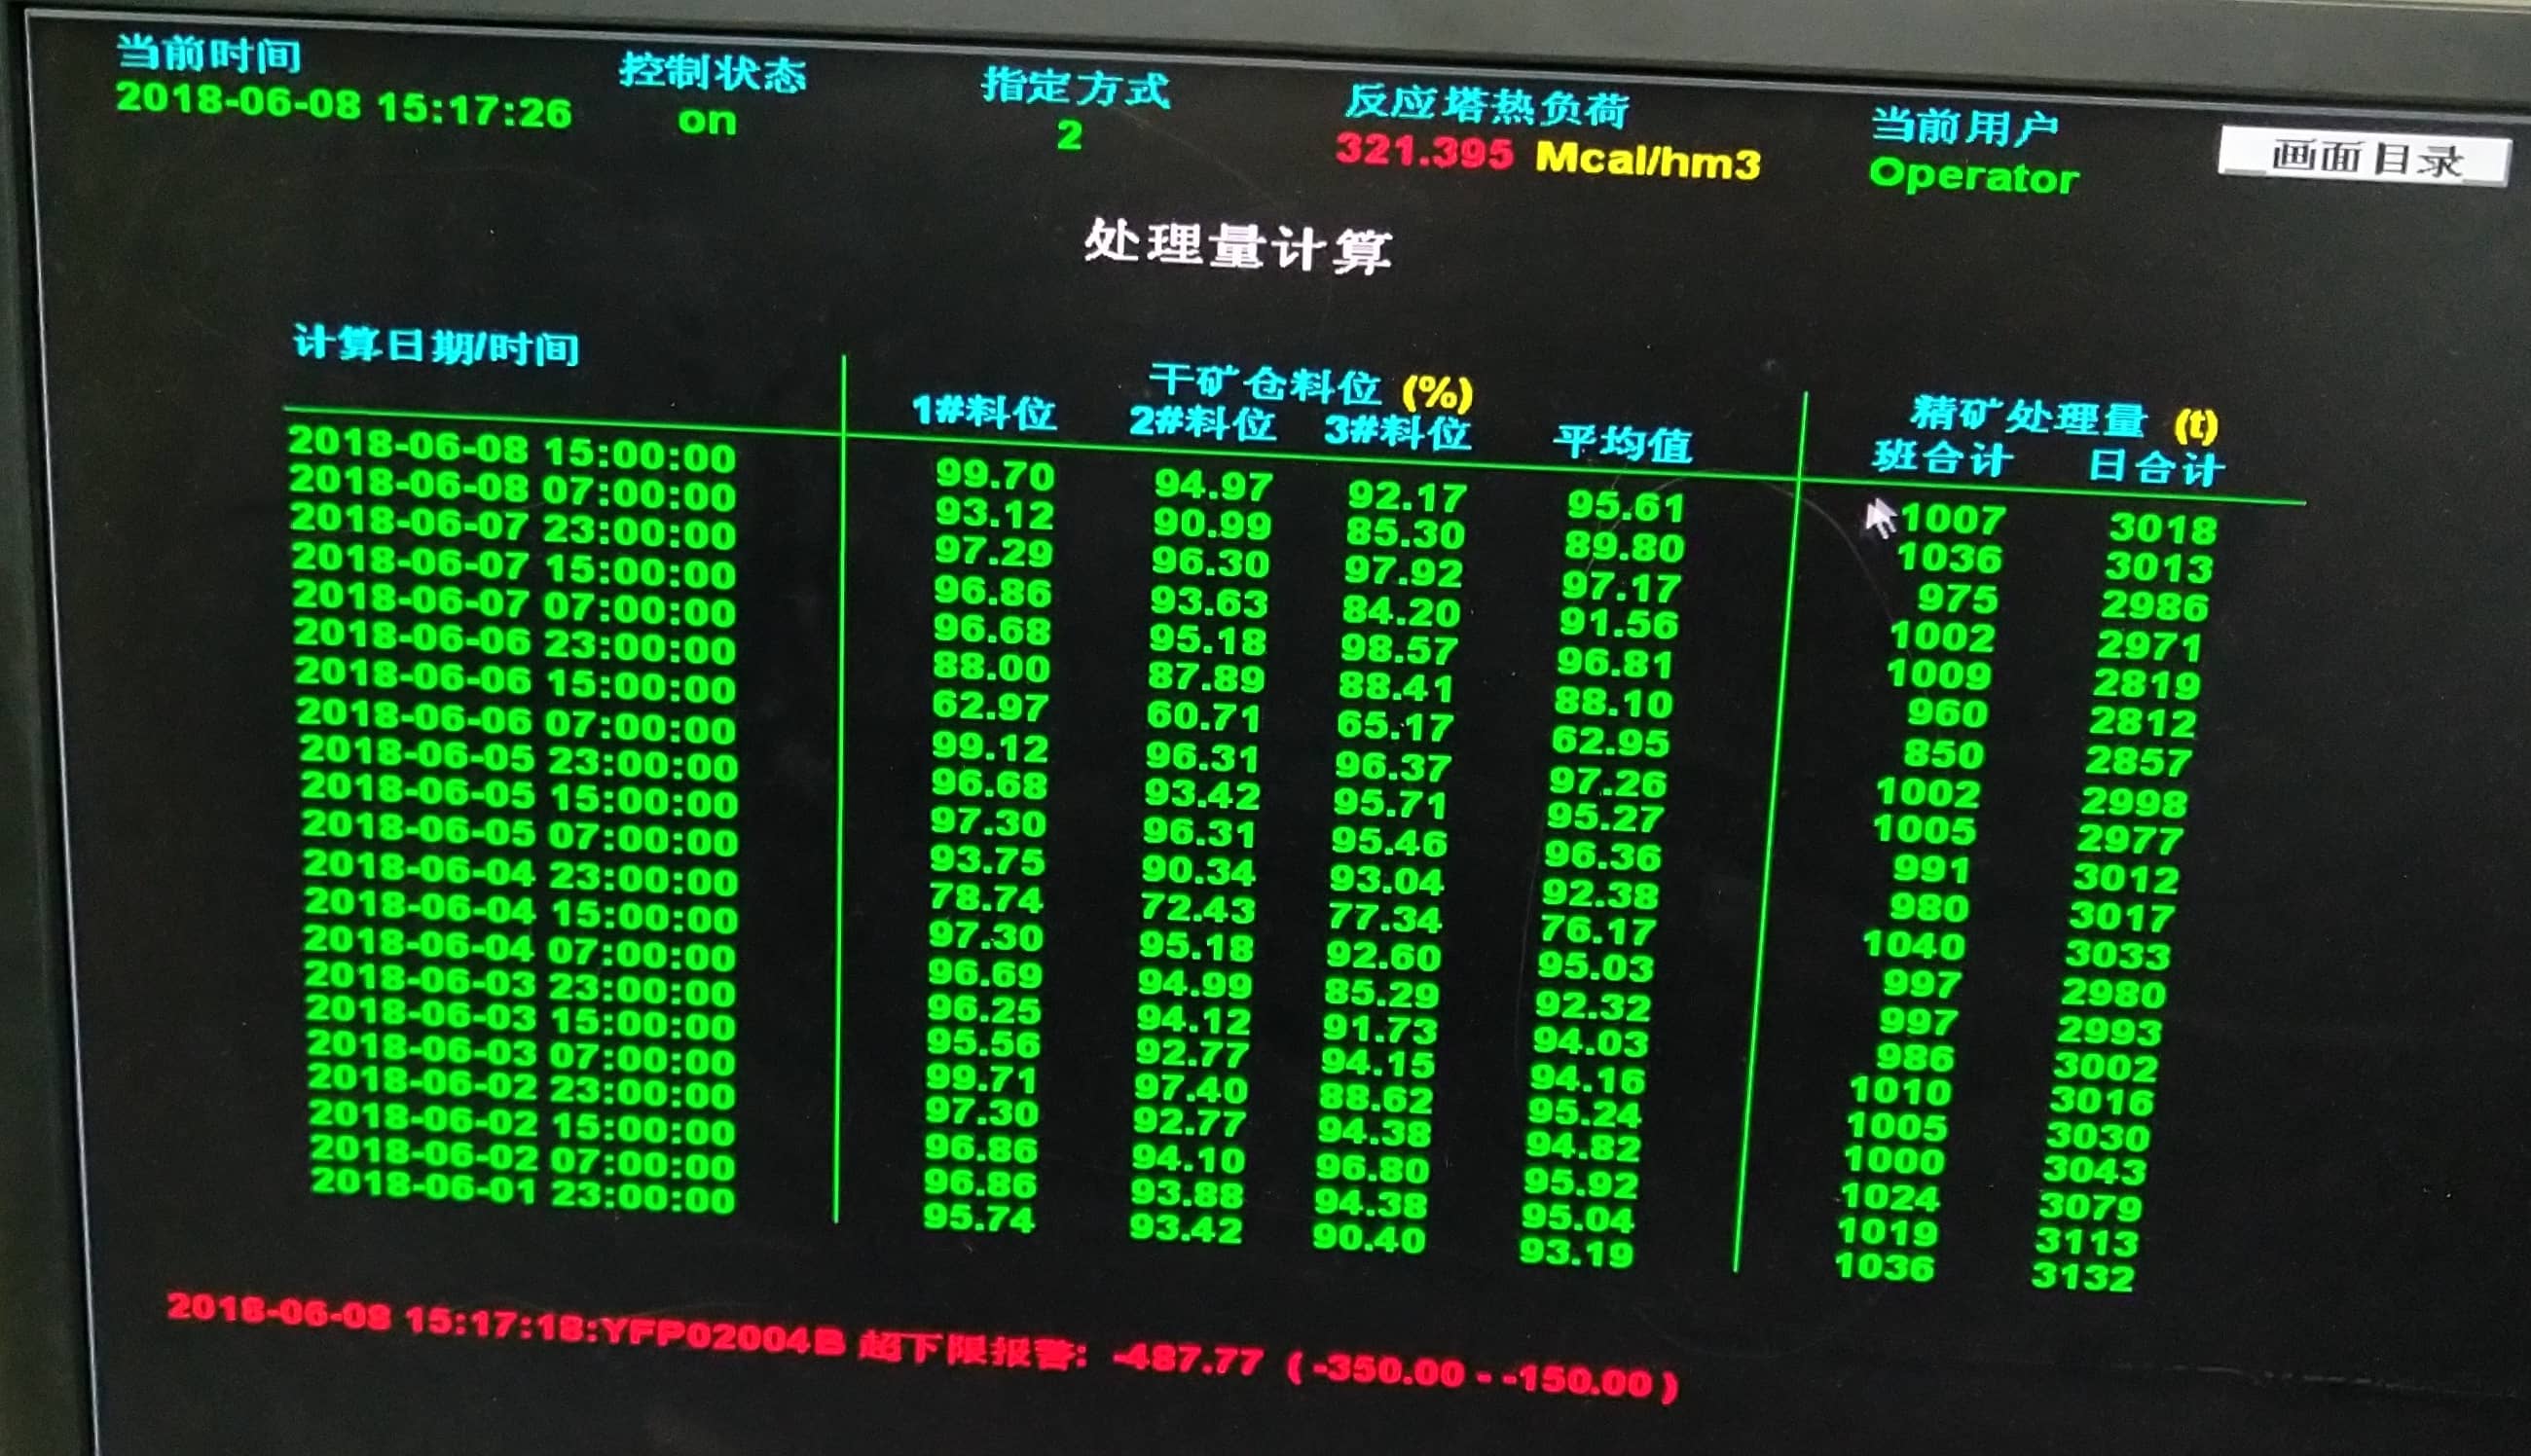 当前时间 控制状态 指定方式 反应塔热负荷 当前用户 画面目录
2018-06-08 15:17:26 on 2 321.395 Mcal/hm3 Operator
处理量计算
计算日期/时间 干矿仓料位 (%) 精矿处理量 (t)
1#料位 2#料位 3#料位 平均值 班合计 日合计
2018-06-08 15:00:00 99.70 94.97 92.17 95.61 1007 3018
2018-06-08 07:00:00 93.12 90.99 85.30 89.80 1036 3013
2018-06-07 23:00:00 97.29 96.30 97.92 97.17 975 2986
2018-06-07 15:00:00 96.86 93.63 84.20 91.56 1002 2971
2018-06-07 07:00:00 96.68 95.18 98.57 96.81 1009 2819
2018-06-06 23:00:00 88.00 87.89 88.41 88.10 960 2812
2018-06-06 15:00:00 62.97 60.71 65.17 62.95 850 2857
2018-06-06 07:00:00 99.12 96.31 96.37 97.26 1002 2998
2018-06-05 23:00:00 96.68 93.42 95.71 95.27 1005 2977
2018-06-05 15:00:00 97.30 96.31 95.46 96.36 991 3012
2018-06-05 07:00:00 93.75 90.34 93.04 92.38 980 3017
2018-06-04 23:00:00 78.74 72.43 77.34 76.17 1040 3033
2018-06-04 15:00:00 97.30 95.18 92.60 95.03 997 2980
2018-06-04 07:00:00 96.69 94.99 85.29 92.32 997 2993
2018-06-03 23:00:00 96.25 94.12 91.73 94.03 986 3002
2018-06-03 15:00:00 95.56 92.77 94.15 94.16 1010 3016
2018-06-03 07:00:00 99.71 97.40 88.62 95.24 1005 3030
2018-06-02 23:00:00 97.30 92.77 94.38 94.82 1000 3043
2018-06-02 15:00:00 96.86 94.10 96.80 95.92 1024 3079
2018-06-02 07:00:00 96.86 93.88 94.38 95.04 1019 3113
2018-06-01 23:00:00 95.74 93.42 90.40 93.19 1036 3132
2018-06-08 15:17:18:YFP02004B 超下限报警: -487.77 ( -350.00 - -150.00 )